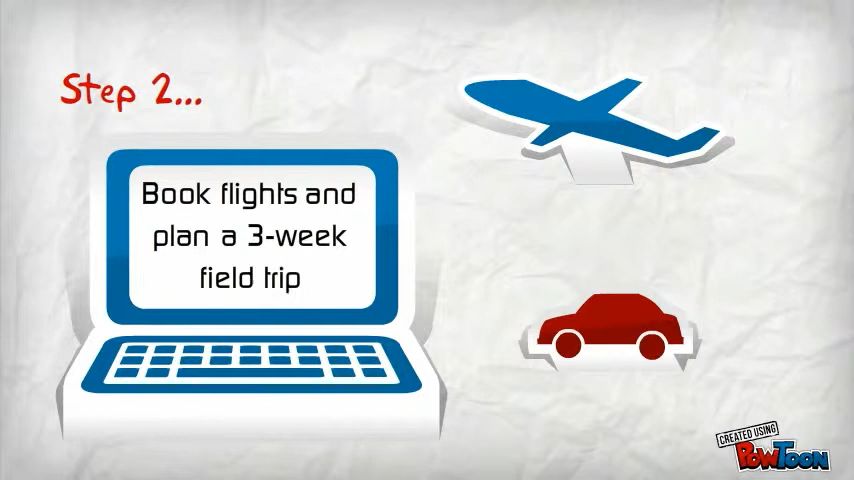 Step 2...
Book flights and
plan a 3-week
field trip
CREATED USING
POWTOON